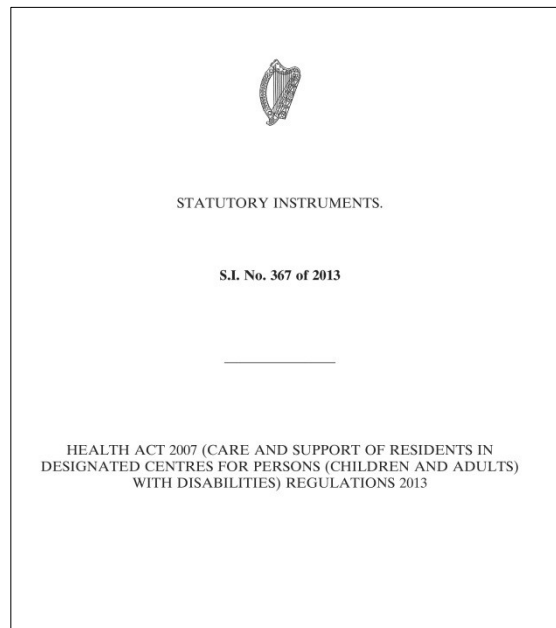 STATUTORY INSTRUMENTS.
S.I. No. 367 of 2013
HEALTH ACT 2007 (CARE AND SUPPORT OF RESIDENTS IN
DESIGNATED CENTRES FOR PERSONS (CHILDREN AND ADULTS)
WITH DISABILITIES) REGULATIONS 2013